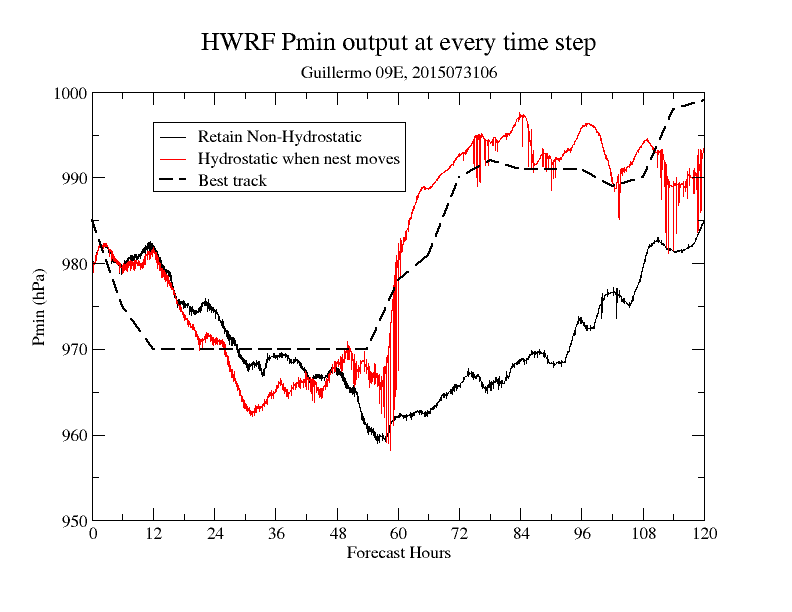 HWRF Pmin output at every time step
Guillermo 09E, 2015073106
Retain Non-Hydrostatic
Hydrostatic when nest moves
Best track
Pmin (hPa)
1000
990
980
970
960
950
0 12 24 36 48 60 72 84 96 108 120
Forecast Hours